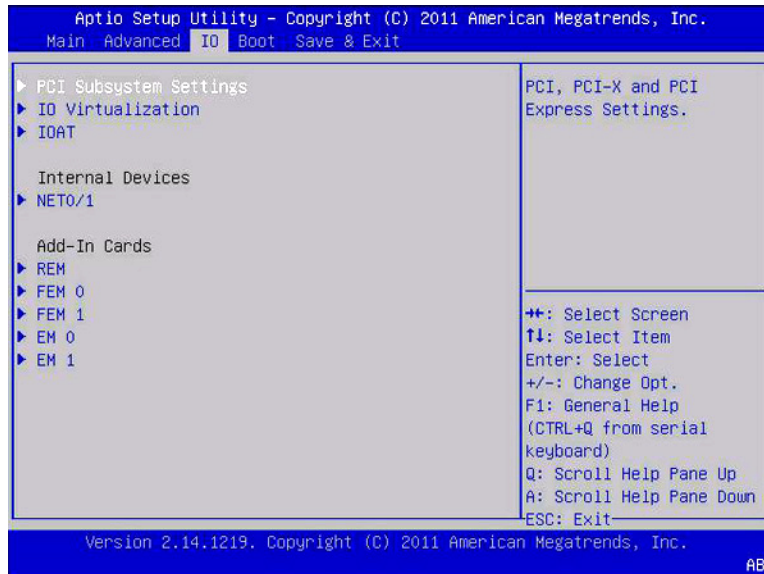 Aptio Setup Utility – Copyright (C) 2011 American Megatrends, Inc.
Main Advanced IO Boot Save & Exit
PCI Subsystem Settings
IO Virtualization
IOAT
Internal Devices
NET0/1
Add-In Cards
REM
FEM 0
FEM 1
EM 0
EM 1
PCI, PCI-X and PCI
Express Settings.
→←: Select Screen
↑↓: Select Item
Enter: Select
+/-: Change Opt.
F1: General Help
(CTRL+Q from serial
keyboard)
Q: Scroll Help Pane Up
A: Scroll Help Pane Down
ESC: Exit
Version 2.14.1219. Copyright (C) 2011 American Megatrends, Inc.
AB